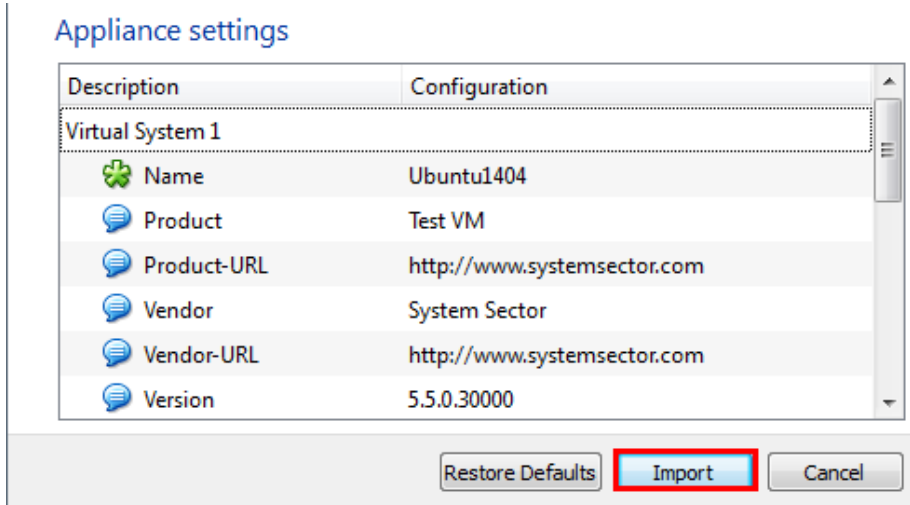 Appliance settings
Description Configuration
Virtual System 1
Name Ubuntu1404
Product Test VM
Product-URL http://www.systemsector.com
Vendor System Sector
Vendor-URL http://www.systemsector.com
Version 5.5.0.30000
Restore Defaults Import Cancel